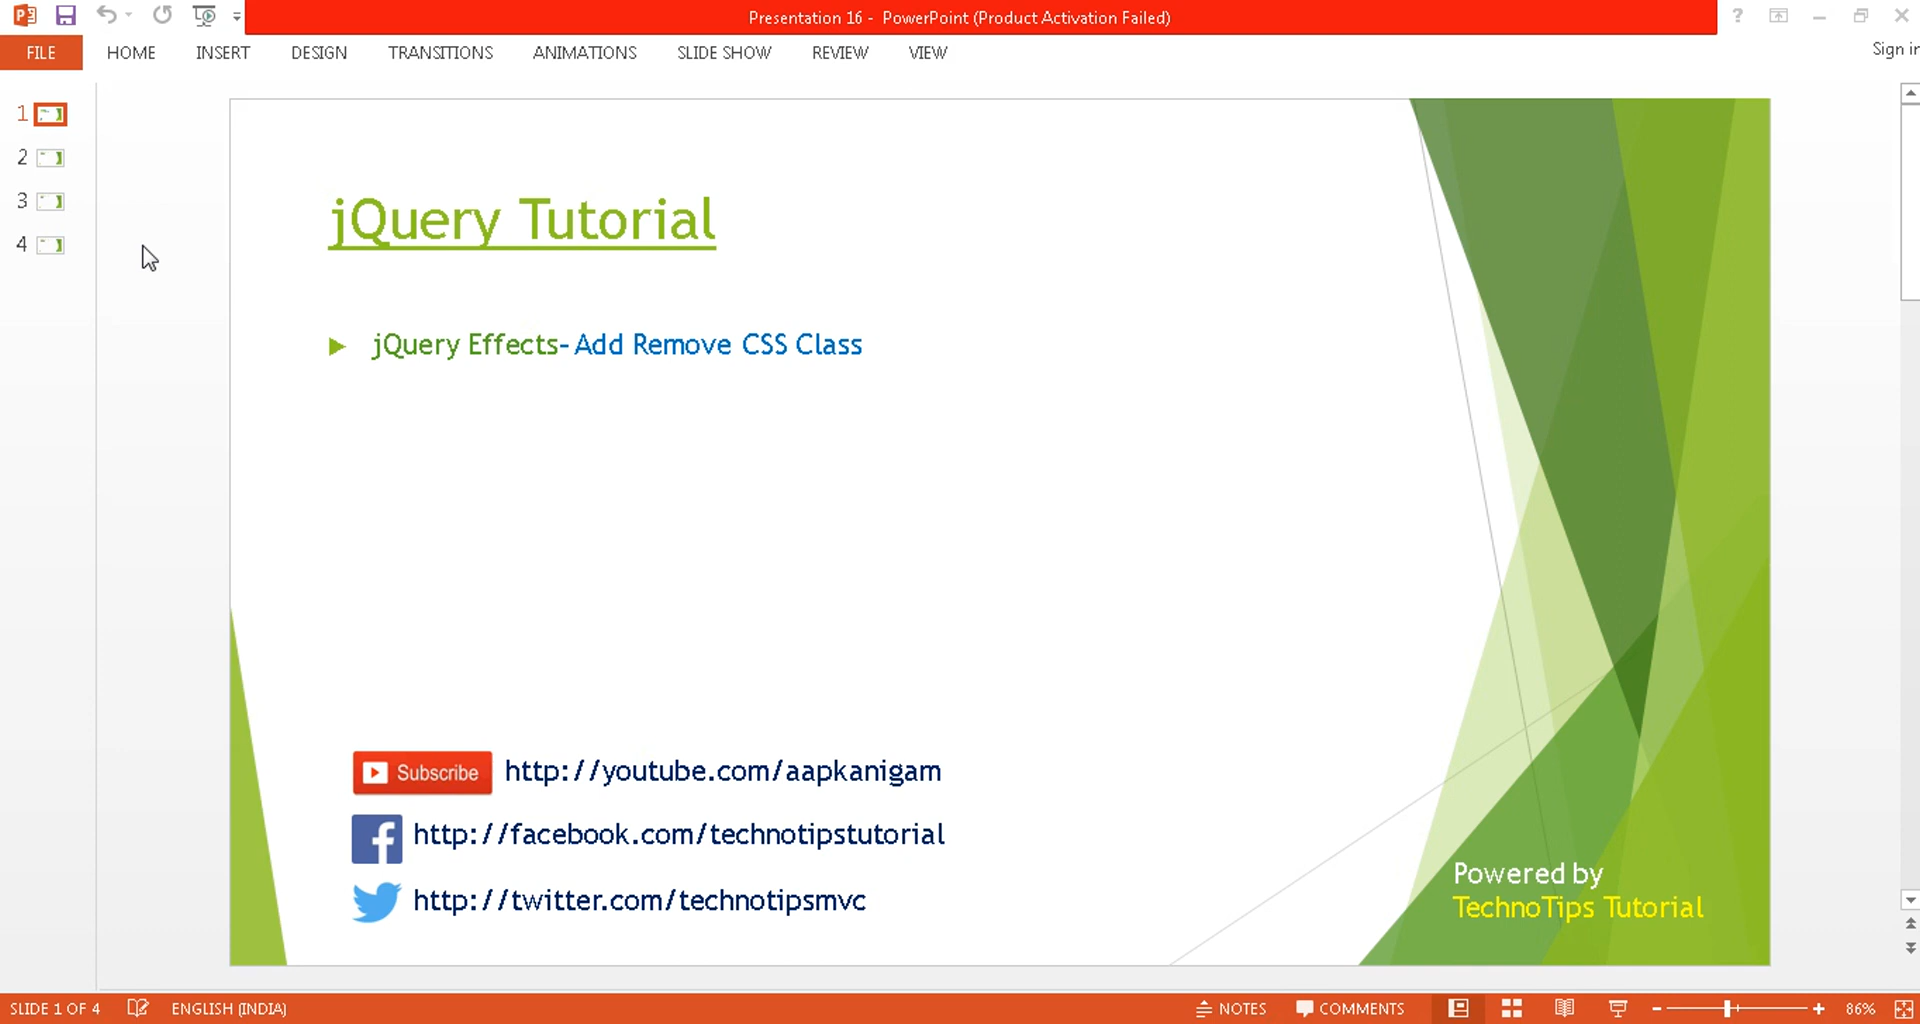 Presentation 16 - PowerPoint (Product Activation Failed)
FILE HOME INSERT DESIGN TRANSITIONS ANIMATIONS SLIDE SHOW REVIEW VIEW Sign in
1
2
3
4
jQuery Tutorial
jQuery Effects- Add Remove CSS Class
Subscribe http://youtube.com/aapkanigam
http://facebook.com/technotipstutorial
http://twitter.com/technotipsmvc
Powered by
TechnoTips Tutorial
SLIDE 1 OF 4 ENGLISH (INDIA) NOTES COMMENTS 86%